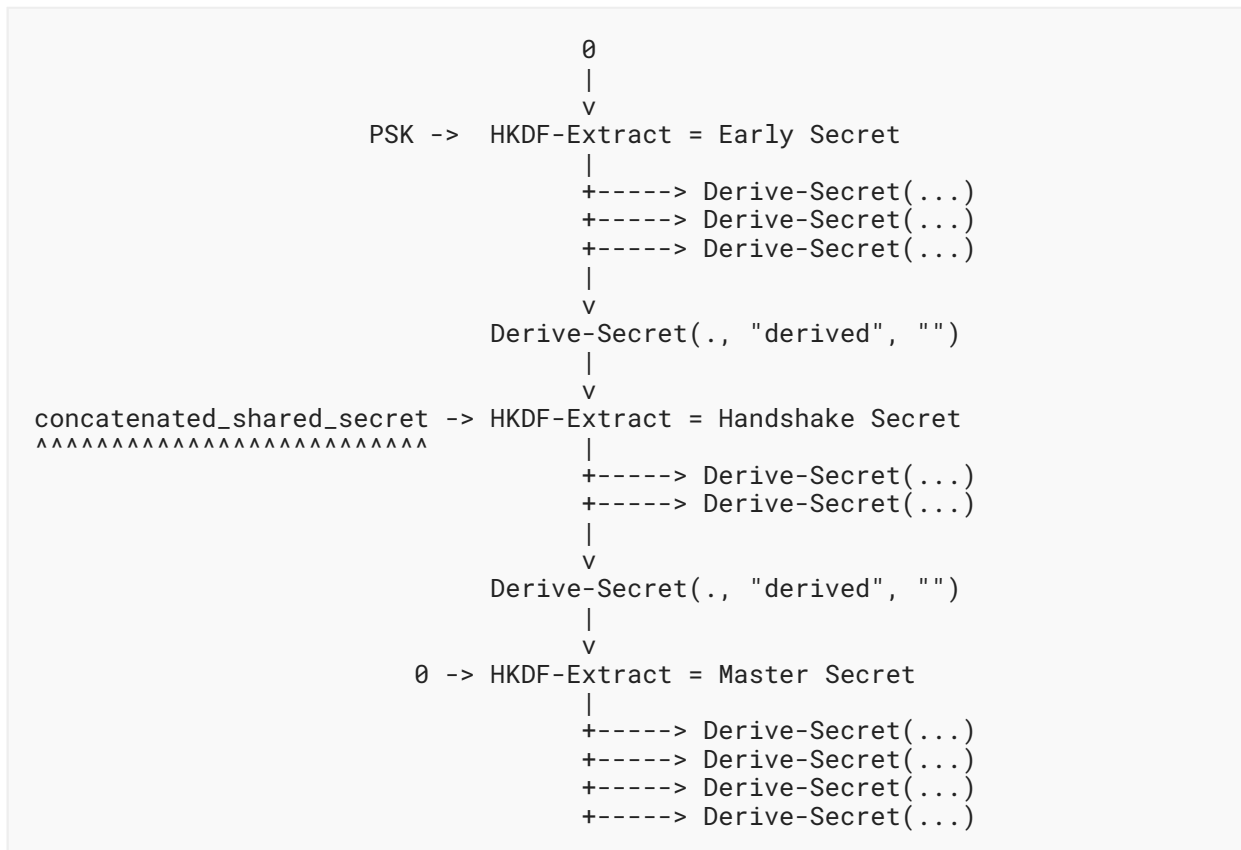 0
                                    |
                                    v
                      PSK ->  HKDF-Extract = Early Secret
                                    |
                                    +-----> Derive-Secret(...)
                                    +-----> Derive-Secret(...)
                                    +-----> Derive-Secret(...)
                                    |
                                    v
                              Derive-Secret(., "derived", "")
                                    |
                                    v
concatenated_shared_secret -> HKDF-Extract = Handshake Secret
^^^^^^^^^^^^^^^^^^^^^^^^^^          |
                                    +-----> Derive-Secret(...)
                                    +-----> Derive-Secret(...)
                                    |
                                    v
                              Derive-Secret(., "derived", "")
                                    |
                                    v
                         0 -> HKDF-Extract = Master Secret
                                    |
                                    +-----> Derive-Secret(...)
                                    +-----> Derive-Secret(...)
                                    +-----> Derive-Secret(...)
                                    +-----> Derive-Secret(...)